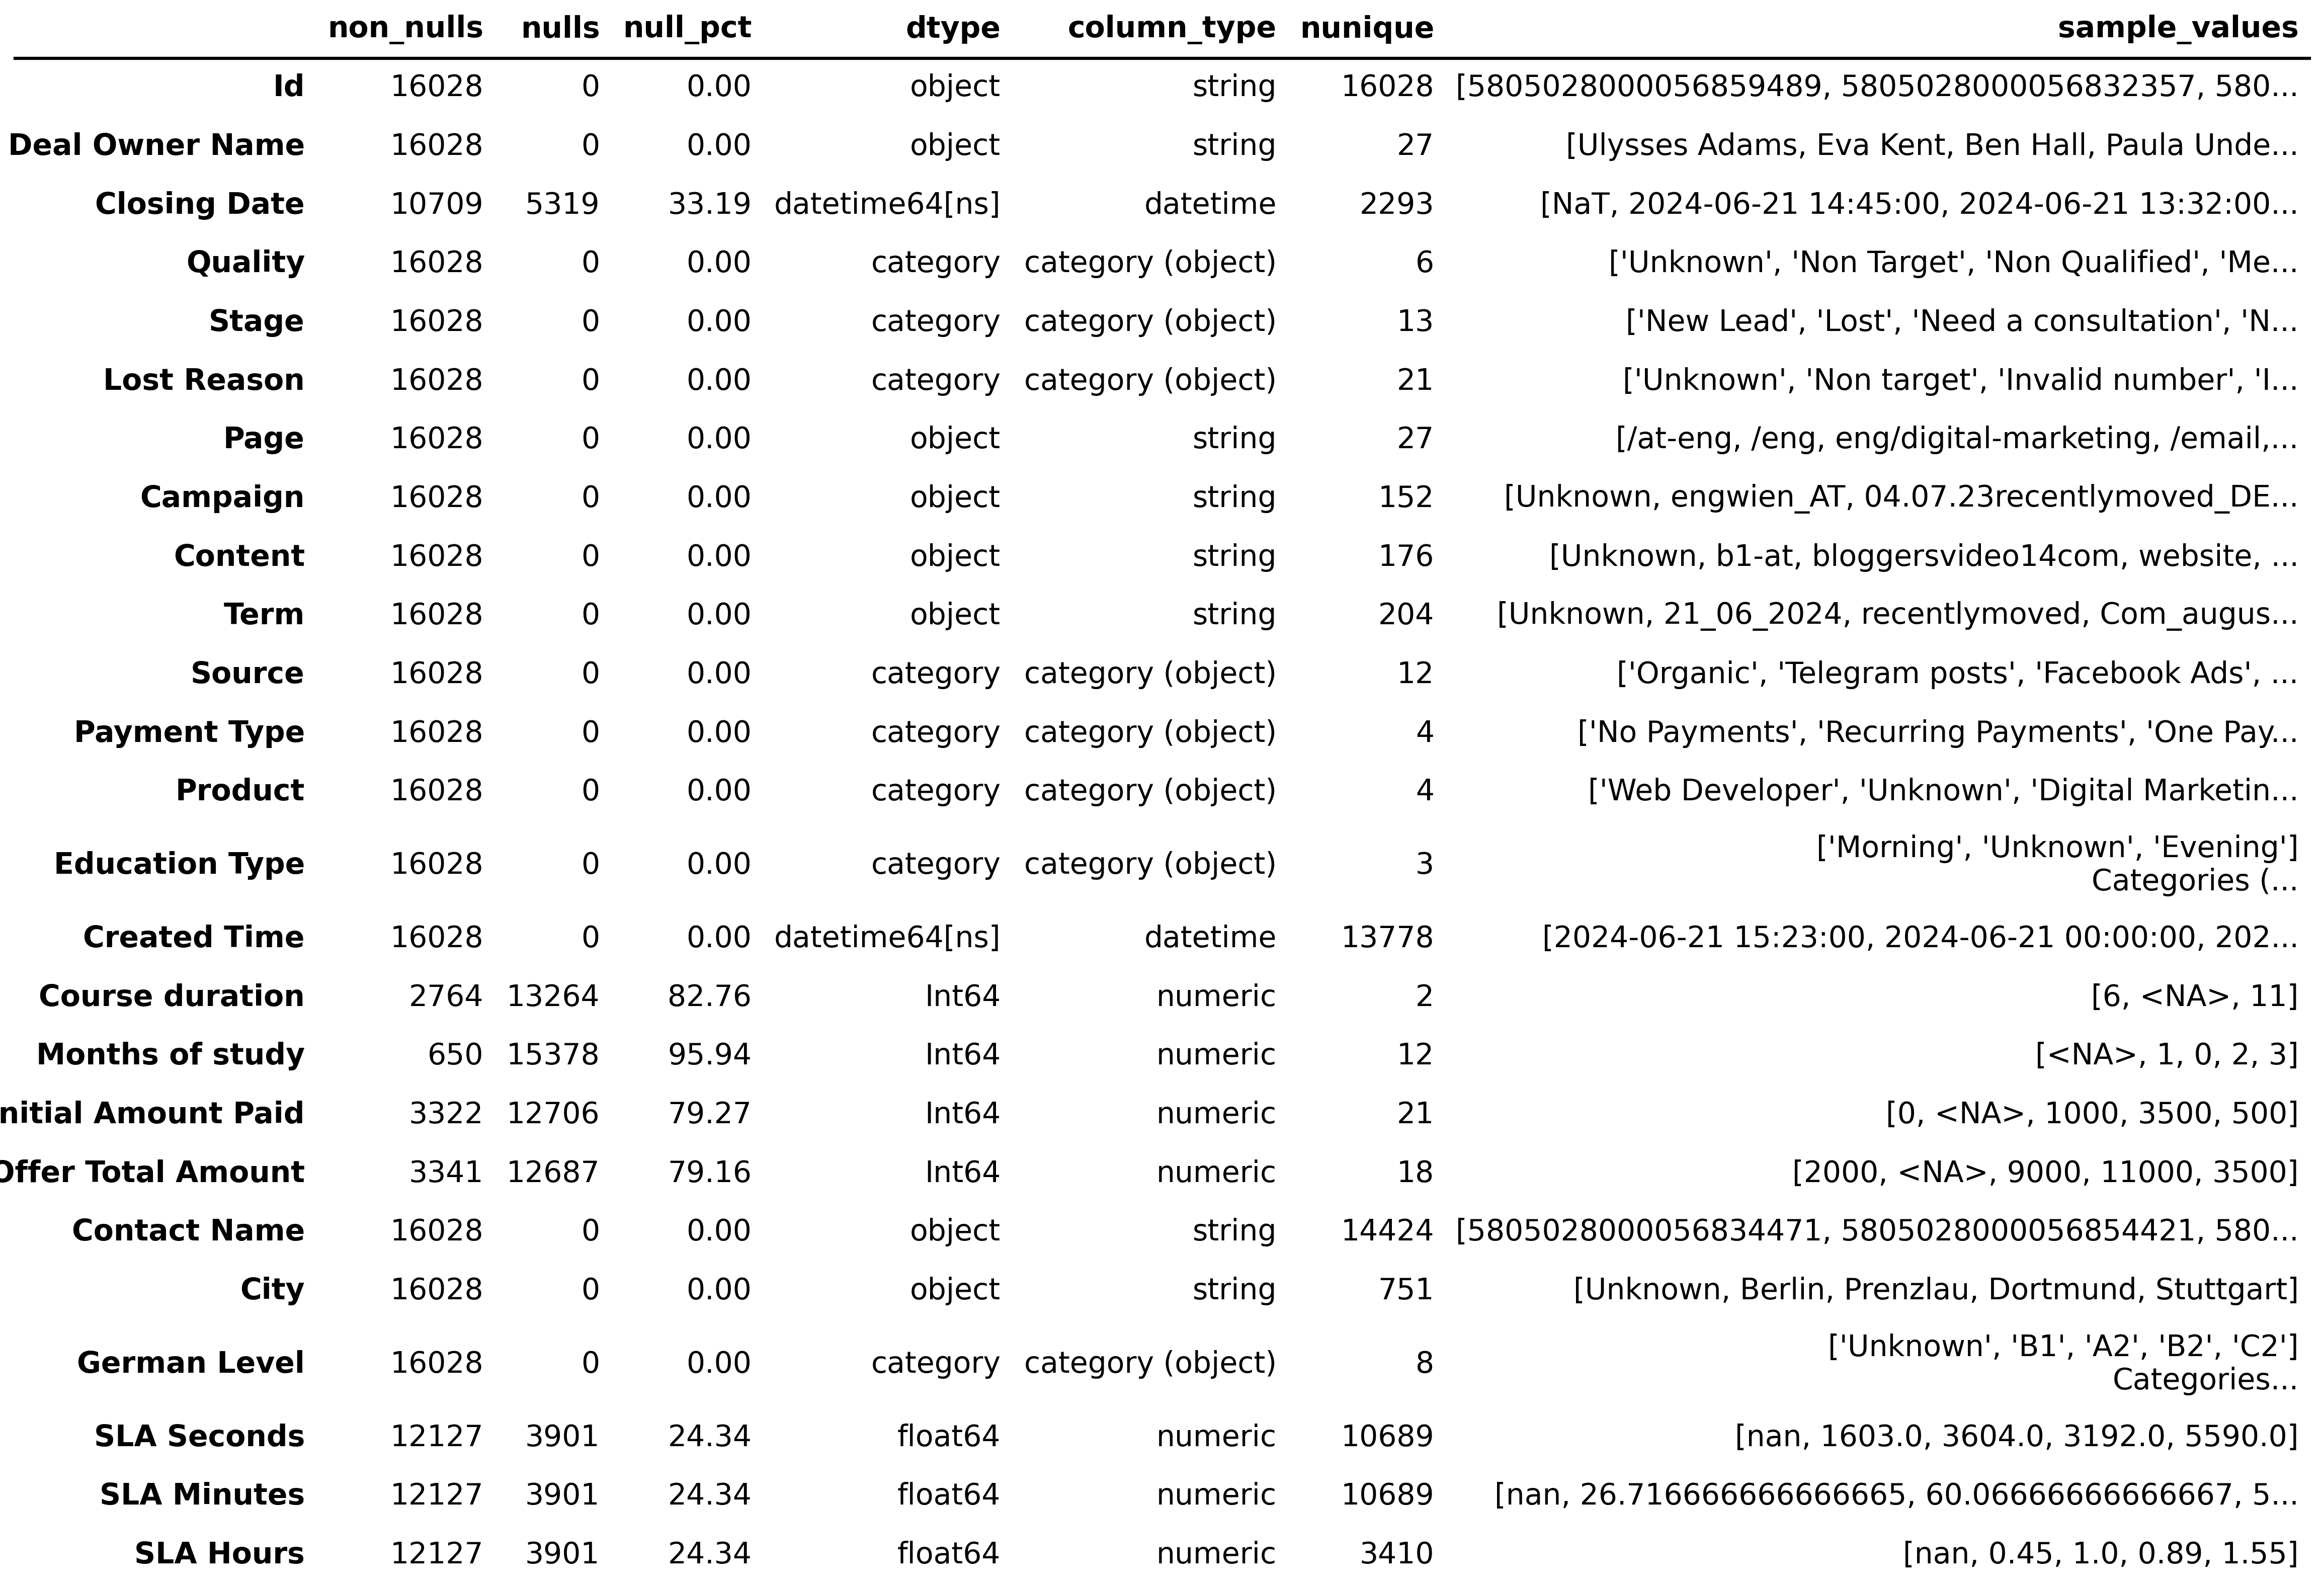 non_nulls nulls null_pct dtype column_type nunique sample_values
Id 16028 0 0.00 object string 16028 [5805028000056859489, 5805028000056832357, 580...
Deal Owner Name 16028 0 0.00 object string 27 [Ulysses Adams, Eva Kent, Ben Hall, Paula Unde...
Closing Date 10709 5319 33.19 datetime64[ns] datetime 2293 [NaT, 2024-06-21 14:45:00, 2024-06-21 13:32:00...
Quality 16028 0 0.00 category category (object) 6 ['Unknown', 'Non Target', 'Non Qualified', 'Me...
Stage 16028 0 0.00 category category (object) 13 ['New Lead', 'Lost', 'Need a consultation', 'N...
Lost Reason 16028 0 0.00 category category (object) 21 ['Unknown', 'Non target', 'Invalid number', 'I...
Page 16028 0 0.00 object string 27 [/at-eng, /eng, eng/digital-marketing, /email,...
Campaign 16028 0 0.00 object string 152 [Unknown, engwien_AT, 04.07.23recentlymoved_DE...
Content 16028 0 0.00 object string 176 [Unknown, b1-at, bloggersvideo14com, website, ...
Term 16028 0 0.00 object string 204 [Unknown, 21_06_2024, recentlymoved, Com_augus...
Source 16028 0 0.00 category category (object) 12 ['Organic', 'Telegram posts', 'Facebook Ads', ...
Payment Type 16028 0 0.00 category category (object) 4 ['No Payments', 'Recurring Payments', 'One Pay...
Product 16028 0 0.00 category category (object) 4 ['Web Developer', 'Unknown', 'Digital Marketin...
Education Type 16028 0 0.00 category category (object) 3 ['Morning', 'Unknown', 'Evening']
Categories (...
Created Time 16028 0 0.00 datetime64[ns] datetime 13778 [2024-06-21 15:23:00, 2024-06-21 00:00:00, 202...
Course duration 2764 13264 82.76 Int64 numeric 2 [6, <NA>, 11]
Months of study 650 15378 95.94 Int64 numeric 12 [<NA>, 1, 0, 2, 3]
nitial Amount Paid 3322 12706 79.27 Int64 numeric 21 [0, <NA>, 1000, 3500, 500]
Offer Total Amount 3341 12687 79.16 Int64 numeric 18 [2000, <NA>, 9000, 11000, 3500]
Contact Name 16028 0 0.00 object string 14424 [5805028000056834471, 5805028000056854421, 580...
City 16028 0 0.00 object string 751 [Unknown, Berlin, Prenzlau, Dortmund, Stuttgart]
German Level 16028 0 0.00 category category (object) 8 ['Unknown', 'B1', 'A2', 'B2', 'C2']
Categories...
SLA Seconds 12127 3901 24.34 float64 numeric 10689 [nan, 1603.0, 3604.0, 3192.0, 5590.0]
SLA Minutes 12127 3901 24.34 float64 numeric 10689 [nan, 26.716666666666665, 60.06666666666667, 5...
SLA Hours 12127 3901 24.34 float64 numeric 3410 [nan, 0.45, 1.0, 0.89, 1.55]